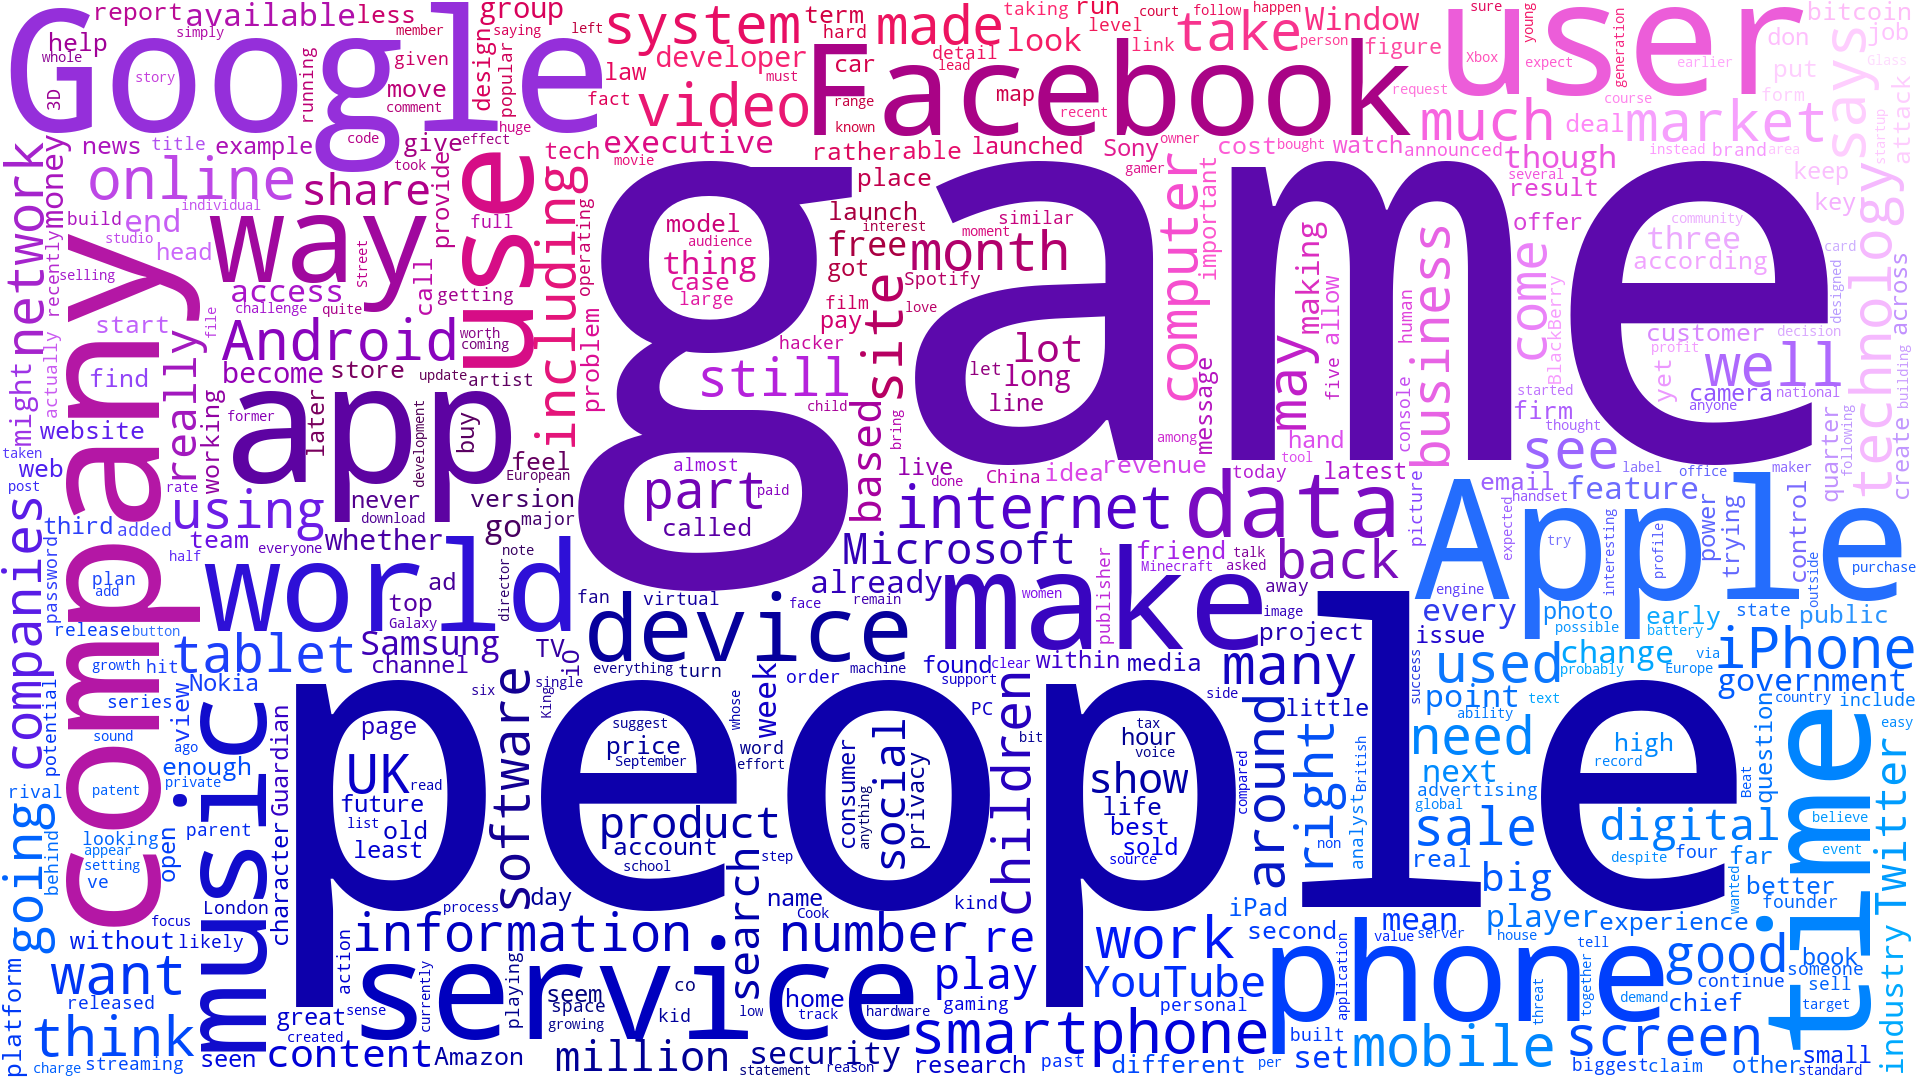 game
people
Google
Facebook
user
company
Apple
time
music
service
phone
app
world
way
use
device
make
data
system
made
video
take
much
market
says
technology
online
share
network
companies
Android
including
computer
business
come
well
see
month
site
still
part
internet
Microsoft
back
using
tablet
iPhone
used
need
sale
digital
Twitter
industry
going
want
think
content
million
information
number
software
product
UK
social
children
around
right
many
show
work
YouTube
play
smartphone
mobile
screen
good
big
search
security
re
report
available
less
group
term
taking
run
court
follow
happen
sure
young
bitcoin
simply
member
saying
left
hard
level
Window
person
figure
don
job
help
whole
3D
story
running
given
move
comment
design
popular
law
developer
must
fact
car
look
detail
lead
link
map
range
known
recent
request
Xbox
expect
generation
earlier
put
form
Glass
attack
startup
news
title
example
code
give
effect
huge
took
tech
executive
movie
rather
able
launched
Sony
owner
gamer
cost
bought
watch
announced
though
several
deal
course
instead
brand
area
result
keep
key
money
recently
individual
build
end
studio
head
selling
start
provide
full
street
access
call
getting
challenge
quite
operating
problem
place
launch
interest
free
got
similar
moment
Spotify
love
film
pay
hacker
important
making
offer
community
three
according
card
designed
across
model
audience
thing
case
large
lot
let
long
line
five
allow
human
console
message
BlackBerry
started
firm
thought
customer
decision
profit
yet
camera
national
anyone
building
create
following
quarter
might
actually
find
really
file
website
become
store
worth
coming
update
artist
former
later
working
buy
development
feel
European
child
bring
based
live
done
China
idea
revenue
among
today
tool
hand
latest
label
office
maker
email
handset
feature
taken
web
post
rate
third
added
team
everyone
never
download
whether
version
go
major
almost
paid
called
friend
Minecraft
talk
asked
publisher
picture
expected
try
interesting
profile
power
trying
control
outside
purchase
password
plan
add
half
ad
top
Galaxy
director
note
fan
virtual
face
remain
already
women
away
image
project
every
engine
photo
possible
early
battery
state
public
release
button
growth
hit
Samsung
channel
TV
iO
everything
turn
week
machine
found
support
clear
within
media
issue
success
change
probably
Europe
via
government
Nokia
series
view
potential
sound
ago
single
six
King
whose
order
PC
bit
side
little
point
ability
text
country
include
question
easy
enough
private
rival
patent
page
read
future
list
old
least
suggest
price
September
word
effort
account
school
step
consumer
anything
privacy
tax
hour
voice
life
best
sold
source
compared
British
analyst
non
next
advertising
global
real
high
record
Beat
believe
event
despite
four
far
looking
appear
setting
ve
behind
open
parent
character
Guardian
London
focus
without
likely
day
process
name
Cook
kind
iPad
second
mean
value
server
player
house
experience
tell
wanted
better
founder
book
someone
continue
sell
target
platform
released
action
great
sense
created
seen
currently
playing
seem
space
growing
co
kid
low
home
track
hardware
gaming
personal
application
threat
together
demand
chief
charge
streaming
Amazon
statement
reason
research
past
different
per
built
set
biggest
claim
other
small
standard